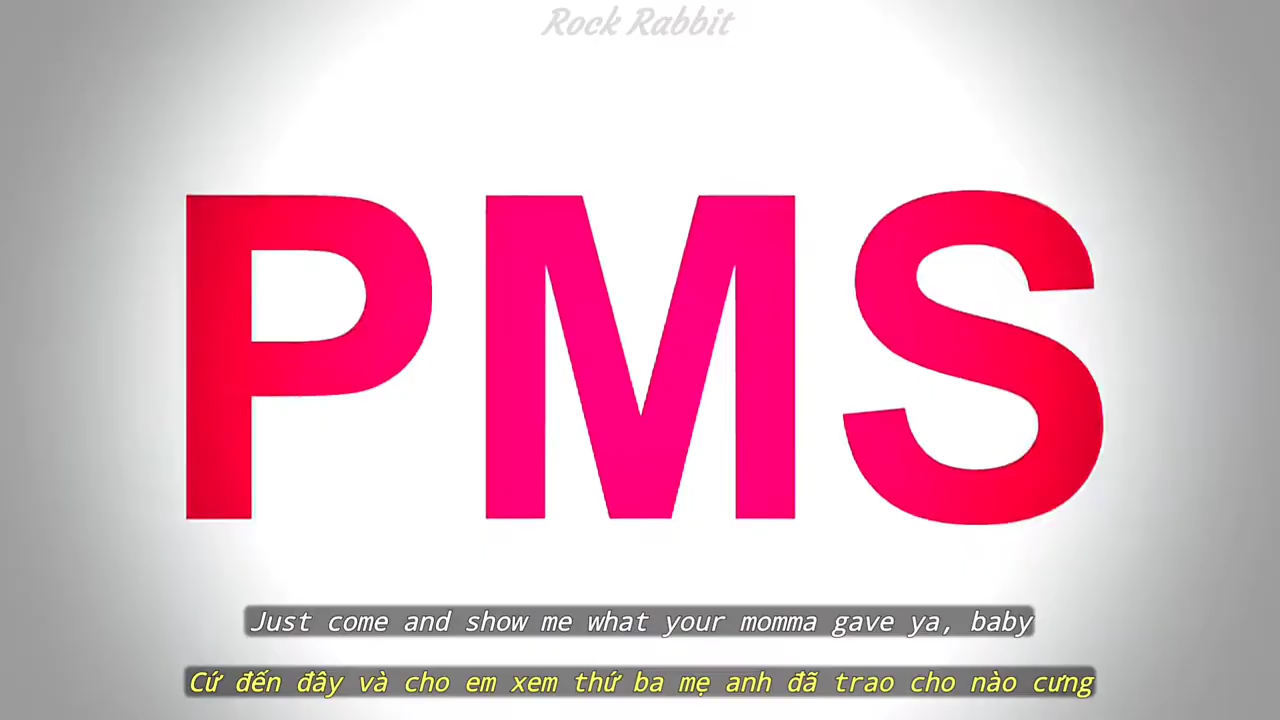 Rock Rabbit
PMS
Just come and show me what your momma gave ya, baby
Cứ đến đây và cho em xem thứ ba mẹ anh đã trao cho nào cưng